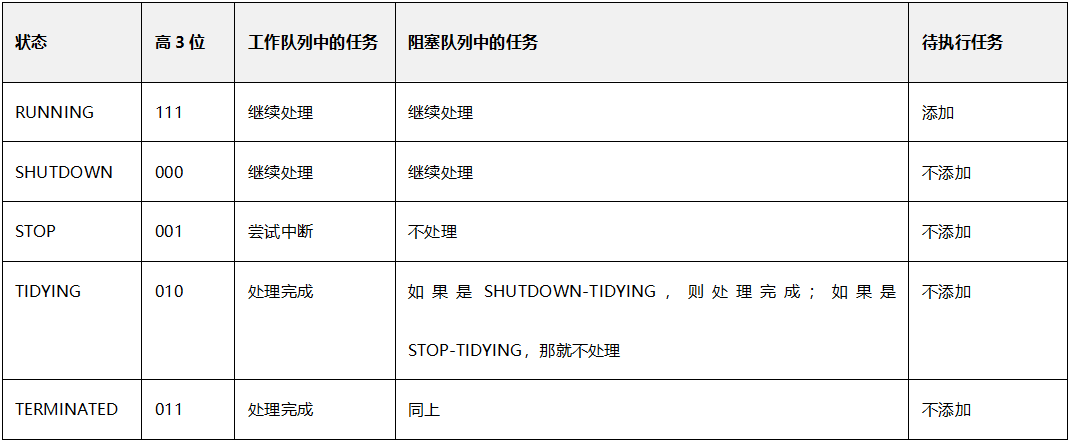 状态 高 3 位 工作队列中的任务 阻塞队列中的任务 待执行任务
RUNNING 111 继续处理 继续处理 添加
SHUTDOWN 000 继续处理 继续处理 不添加
STOP 001 尝试中断 不处理 不添加
TIDYING 010 处理完成 如果是 SHUTDOWN-TIDYING，则处理完成；如果是 不添加
STOP-TIDYING，那就不处理
TERMINATED 011 处理完成 同上 不添加